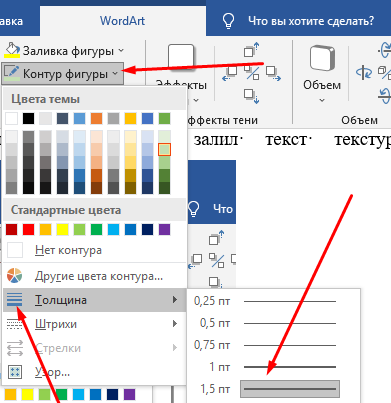 авка
WordArt
Что вы хотите сделать?
Заливка фигуры
Контур фигуры
Эффекты
Объем
ффекты тени
Объем
Цвета темы
залил· текст· текстур
Стандартные цвета
Что
Нет контура
Другие цвета контура...
Толщина
0,25 пт
Штрихи
0,5 пт
Стрелки
0,75 пт
Узор...
1 пт
1,5 пт